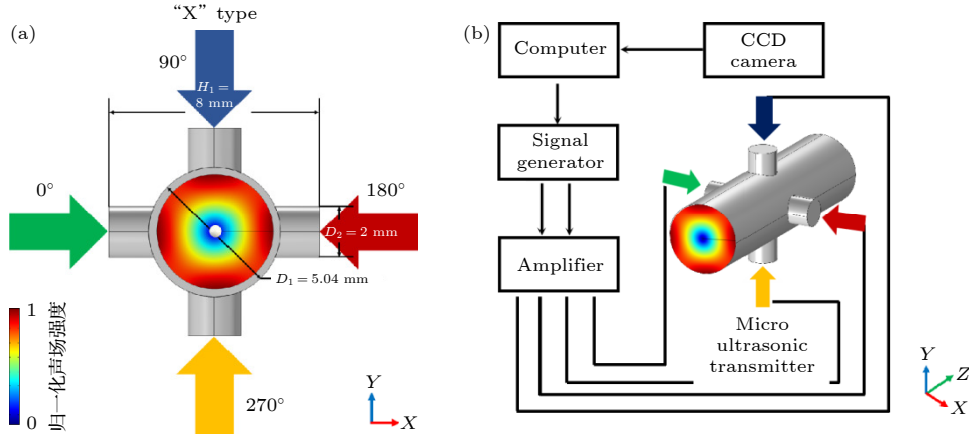 (a)
“X” type
90°
H₁ =
8 mm
0°
180°
D₂ = 2 mm
D₁ = 5.04 mm
1
归一化声场强度
0
270°
Y
X
(b)
Computer
CCD
camera
Signal
generator
Amplifier
Micro
ultrasonic
transmitter
Y
Z
X